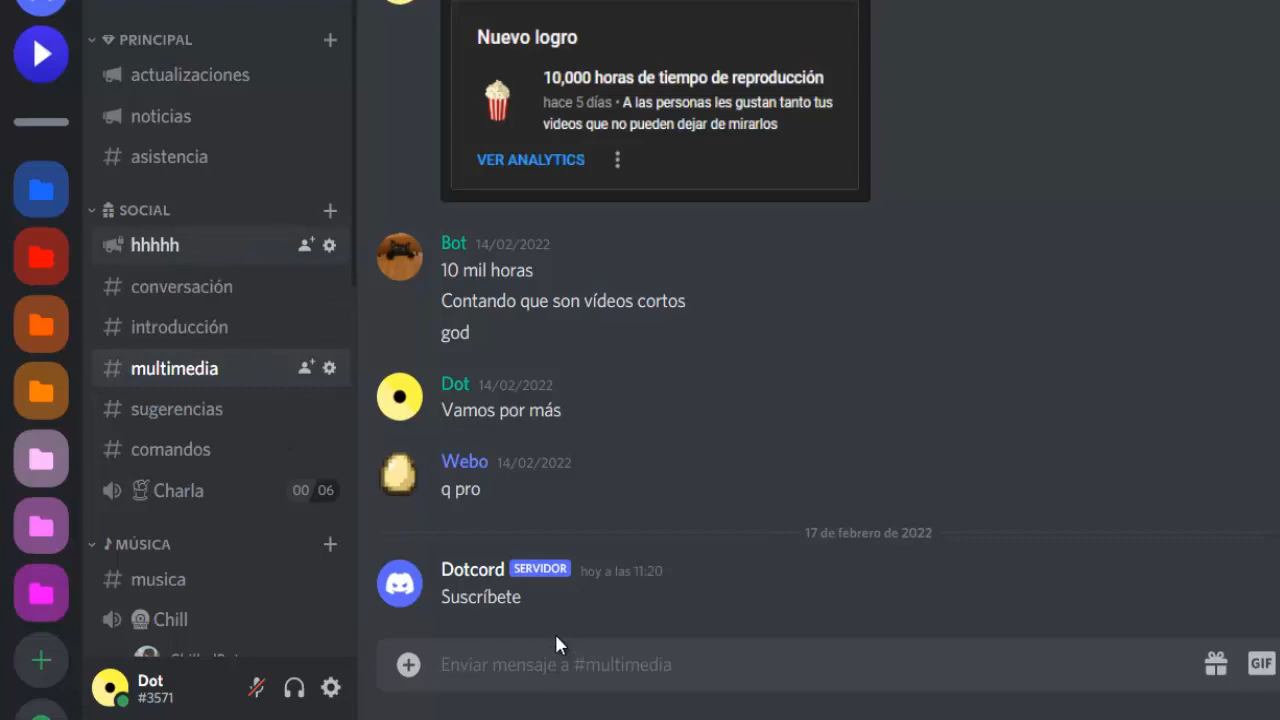 PRINCIPAL
actualizaciones
noticias
asistencia
SOCIAL
hhhhh
conversación
introducción
multimedia
sugerencias
comandos
Charla 00 06
MÚSICA
musica
Chill
Dot
#3571
Nuevo logro
10,000 horas de tiempo de reproducción
hace 5 días • A las personas les gustan tanto tus
videos que no pueden dejar de mirarlos
VER ANALYTICS
Bot 14/02/2022
10 mil horas
Contando que son vídeos cortos
god
Dot 14/02/2022
Vamos por más
Webo 14/02/2022
q pro
17 de febrero de 2022
Dotcord SERVIDOR hoy a las 11:20
Suscríbete
Enviar mensaje a #multimedia
GIF